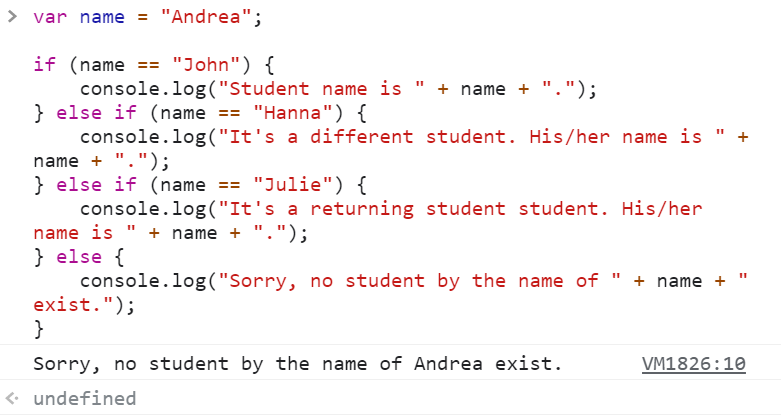 > var name = "Andrea";
if (name == "John") {
    console.log("Student name is " + name + ".");
} else if (name == "Hanna") {
    console.log("It's a different student. His/her name is " +
name + ".");
} else if (name == "Julie") {
    console.log("It's a returning student student. His/her
name is " + name + ".");
} else {
    console.log("Sorry, no student by the name of " + name + "
exist.");
}
Sorry, no student by the name of Andrea exist. VM1826:10
undefined